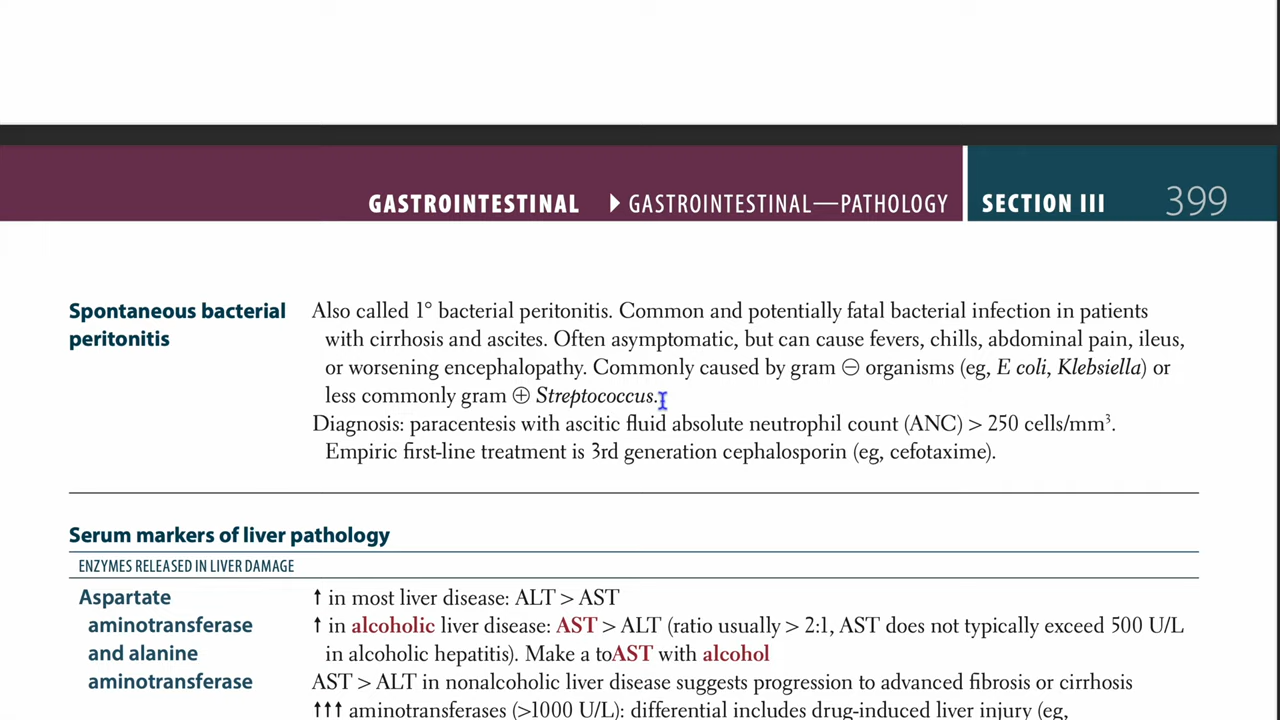 GASTROINTESTINAL ▶ GASTROINTESTINAL—PATHOLOGY SECTION III 399
Spontaneous bacterial peritonitis
Also called 1° bacterial peritonitis. Common and potentially fatal bacterial infection in patients
with cirrhosis and ascites. Often asymptomatic, but can cause fevers, chills, abdominal pain, ileus,
or worsening encephalopathy. Commonly caused by gram ⊖ organisms (eg, E coli, Klebsiella) or
less commonly gram ⊕ Streptococcus.
Diagnosis: paracentesis with ascitic fluid absolute neutrophil count (ANC) > 250 cells/mm³.
Empiric first-line treatment is 3rd generation cephalosporin (eg, cefotaxime).
Serum markers of liver pathology
ENZYMES RELEASED IN LIVER DAMAGE
Aspartate
aminotransferase
and alanine
aminotransferase
↑ in most liver disease: ALT > AST
↑ in alcoholic liver disease: AST > ALT (ratio usually > 2:1, AST does not typically exceed 500 U/L
in alcoholic hepatitis). Make a toAST with alcohol
AST > ALT in nonalcoholic liver disease suggests progression to advanced fibrosis or cirrhosis
↑↑↑ aminotransferases (>1000 U/L): differential includes drug-induced liver injury (eg,